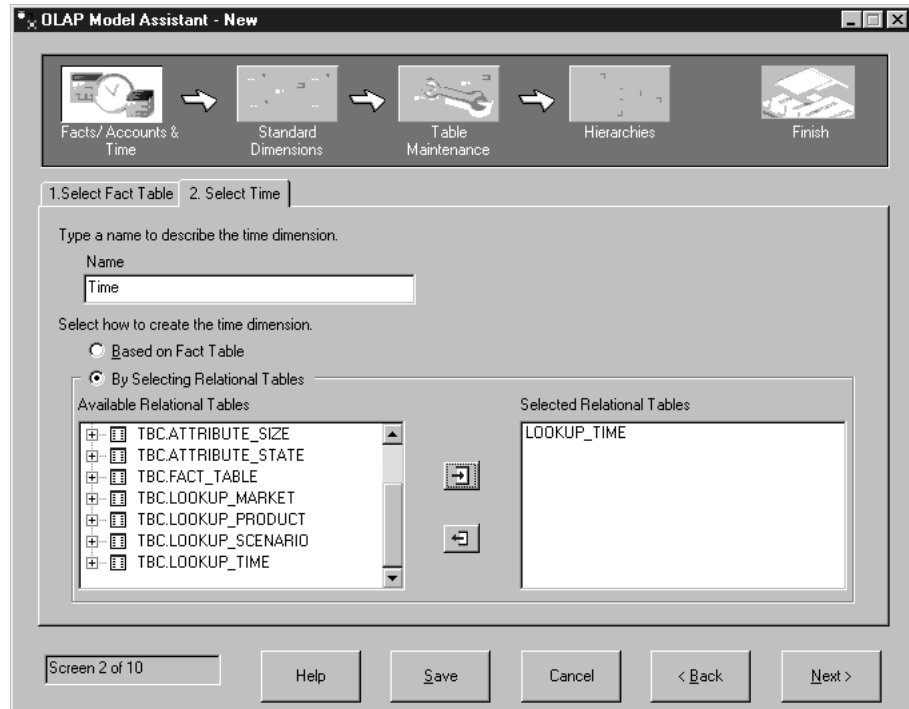 OLAP Model Assistant - New
Facts/ Accounts & Time
Standard Dimensions
Table Maintenance
Hierarchies
Finish
1.Select Fact Table
2. Select Time
Type a name to describe the time dimension.
Name
Time
Select how to create the time dimension.
Based on Fact Table
By Selecting Relational Tables
Available Relational Tables
TBC.ATTRIBUTE_SIZE
TBC.ATTRIBUTE_STATE
TBC.FACT_TABLE
TBC.LOOKUP_MARKET
TBC.LOOKUP_PRODUCT
TBC.LOOKUP_SCENARIO
TBC.LOOKUP_TIME
Selected Relational Tables
LOOKUP_TIME
Screen 2 of 10
Help
Save
Cancel
< Back
Next >